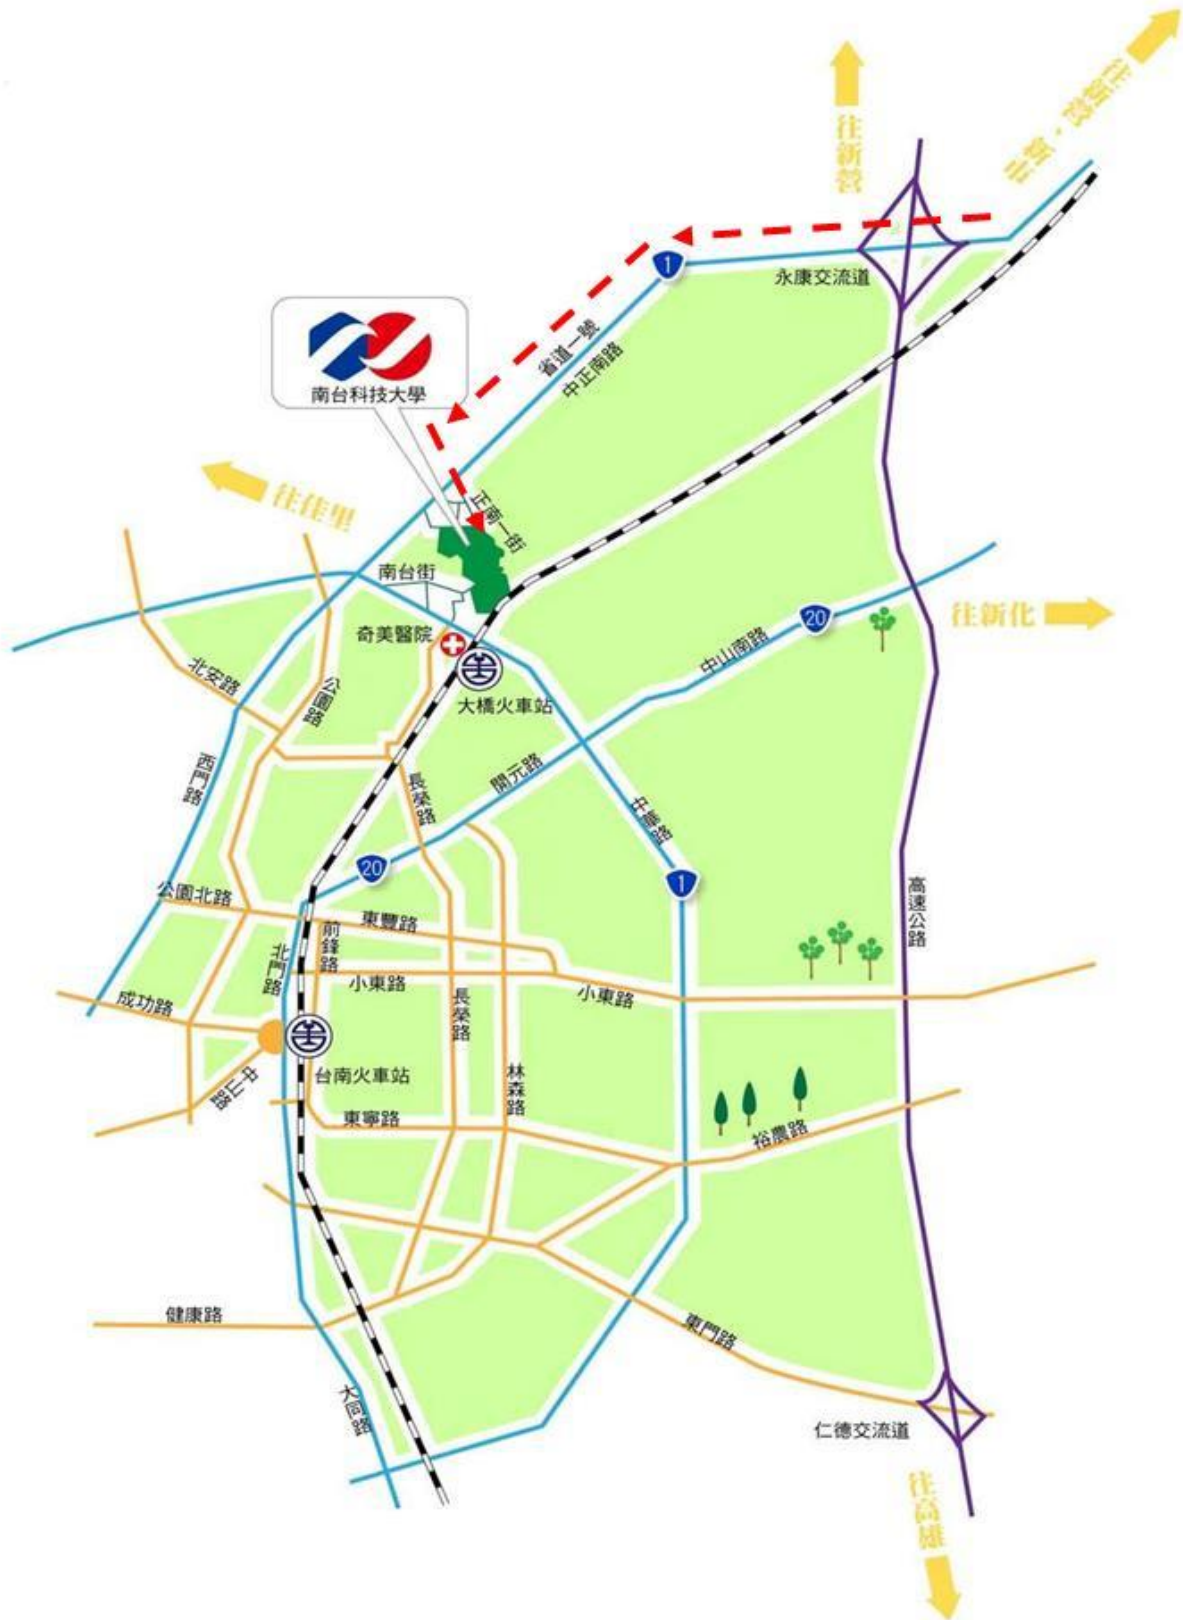 往新營、新市
往新營
1
永康交流道
省道一號
中正南路
南台科技大學
往佳里
正南一街
南台街
20
往新化
奇美醫院
中山南路
北安路
公園路
大橋火車站
西門路
開元路
長榮路
中華路
20
1
公園北路
高速公路
東豐路
前鋒路
北門路
小東路
小東路
成功路
長榮路
台南火車站
林森路
中山路
東寧路
裕農路
健康路
東門路
大同路
仁德交流道
往高雄